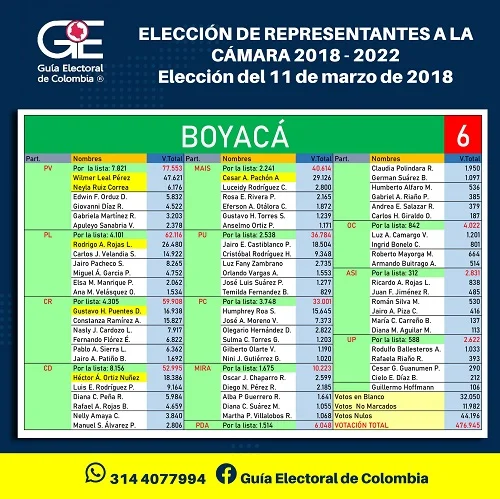 GE
Guía Electoral
de Colombia ®
ELECCIÓN DE REPRESENTANTES A LA
CÁMARA 2018 - 2022
Elección del 11 de marzo de 2018
BOYACÁ 6
Part. Nombres V.Total
PV Por la lista: 7.821 77.553
Wilmer Leal Pérez 47.621
Neyla Ruiz Correa 6.176
Edwin F. Orduz D. 5.832
Giovanni Díaz R. 4.522
Gabriela Martínez R. 3.203
Apuleyo Sanabria V. 2.378
PL Por la lista: 4.101 62.116
Rodrigo A. Rojas L. 26.480
Carlos J. Velandia S. 14.922
Jairo Pacheco S. 8.265
Miguel Á. García P. 4.752
Elsa M. Manrique P. 2.062
Ana M. Velásquez O. 1.534
CR Por la lista: 4.305 59.908
Gustavo H. Puentes D. 16.938
Constanza Ramírez A. 15.827
Nasly J. Cardozo L. 7.917
Fernando Flórez E. 6.822
Pablo A. Sierra L. 6.362
Jairo A. Patiño B. 1.692
CD Por la lista: 8.156 52.995
Héctor Á. Ortiz Nuñez 18.386
Luis E. Rodríguez P. 9.164
Diana C. Peña R. 5.984
Rafael A. Rojas B. 4.659
Nelly Amaya C. 3.840
Manuel S. Álvarez P. 2.806
Part. Nombres V.Total
MAIS Por la lista: 2.241 40.614
Cesar A. Pachón A 29.126
Luceidy Rodríguez C. 2.800
Rosa E. Rivera P. 2.165
Eferson A. Otálora C. 1.872
Gustavo H. Torres S. 1.239
Anselmo Ortiz P. 1.171
PU Por la lista: 2.538 36.784
Jairo E. Castiblanco P. 18.504
Cristóbal Rodríguez H. 9.348
Luz Fany Zambrano 2.735
Orlando Vargas A. 1.553
José Luis Suárez P. 1.277
Temilda Fernandez B. 829
PC Por la lista: 3.748 33.001
Humphrey Roa S. 15.645
José A. Moreno V. 7.373
Olegario Hernández D. 2.822
Sulma C. Torres G. 1.203
Gilberto Olarte V. 1.190
Nini J. Gutiérrez G. 1.020
MIRA Por la lista: 1.675 10.223
Oscar J. Chaparro R. 2.599
Diego N. Pérez R. 2.185
Alba P Guerrero R. 1.641
Diana C. Suárez M. 1.055
Martha P. Villalobos R. 1.068
PDA Por la lista: 1.514 6.048
Part. Nombres V.Total
Claudia Polindara R. 1.950
Germán Suárez B. 1.097
Humberto Alfaro M. 536
Gabriel A. Riaño P. 385
Andrea E. Salazar R. 379
Carlos H. Giraldo O. 187
OC Por la lista: 842 4.022
Luz A. Camargo V. 1.201
Ingrid Bonelo C. 801
Roberto Mayorga M. 664
Armando Buitrago A. 514
ASI Por la lista: 312 2.831
Ricardo A. Rojas L. 838
Juan F. Jiménez R. 485
Román Silva M. 530
Jairo A. Piza C. 416
María C. Carreño B. 137
Diana M. Aguilar M. 113
UP Por la lista: 588 2.622
Rodulfo Ballesteros A. 1.033
Rafaela Riaño R. 393
Cesar G. Guanumen P. 290
Cielo E. Díaz B. 212
Guillermo Hoffmann 106
Votos en Blanco 32.050
Votos No Marcados 11.982
Votos Nulos 44.196
VOTACIÓN TOTAL 476.945
314 4077994 Guía Electoral de Colombia